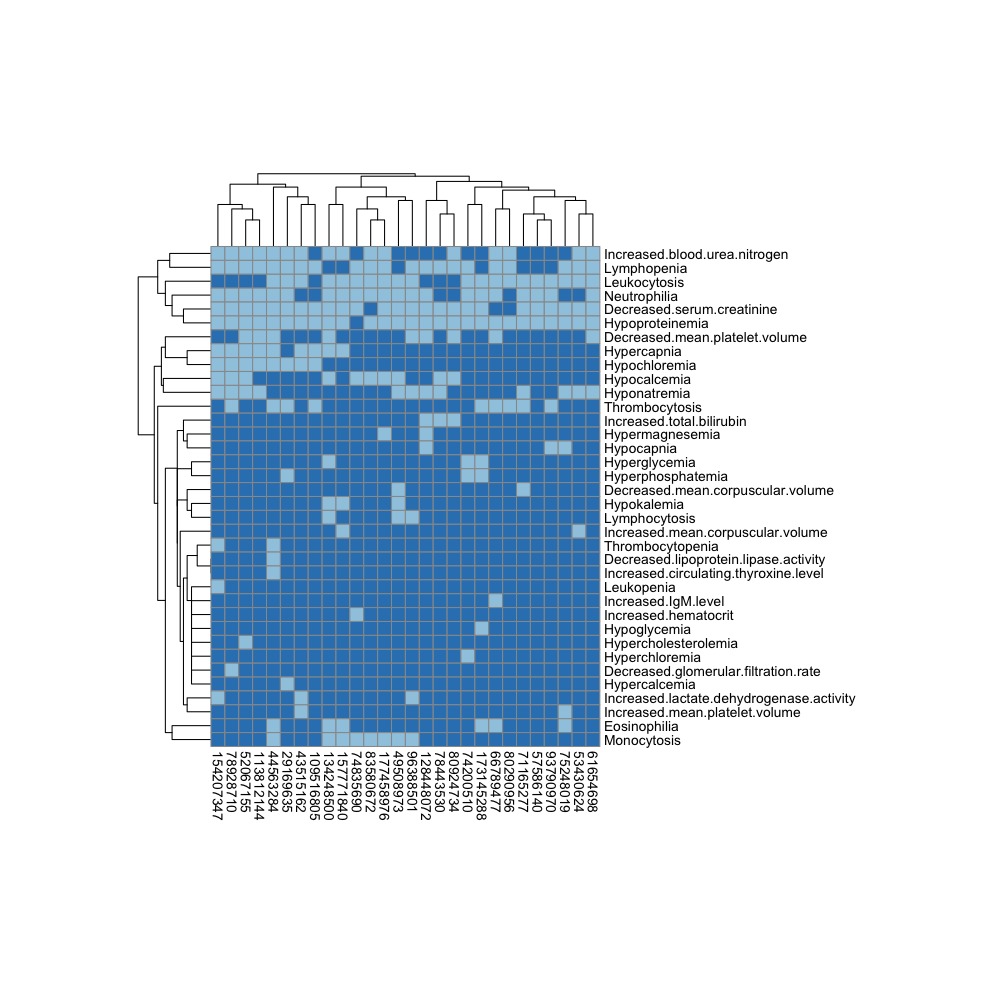 Increased.blood.urea.nitrogen
Lymphopenia
Leukocytosis
Neutrophilia
Decreased.serum.creatinine
Hypoproteinemia
Decreased.mean.platelet.volume
Hypercapnia
Hypochloremia
Hypocalcemia
Hyponatremia
Thrombocytosis
Increased.total.bilirubin
Hypermagnesemia
Hypocapnia
Hyperglycemia
Hyperphosphatemia
Decreased.mean.corpuscular.volume
Hypokalemia
Lymphocytosis
Increased.mean.corpuscular.volume
Thrombocytopenia
Decreased.lipoprotein.lipase.activity
Increased.circulating.thyroxine.level
Leukopenia
Increased.IgM.level
Increased.hematocrit
Hypoglycemia
Hypercholesterolemia
Hyperchloremia
Decreased.glomerular.filtration.rate
Hypercalcemia
Increased.lactate.dehydrogenase.activity
Increased.mean.platelet.volume
Eosinophilia
Monocytosis
154207347
78928710
52067155
113812144
44563284
29169635
43515162
109516805
134248500
157771840
74835690
83580672
177458976
49508973
96388501
128448072
78443530
80924734
74200510
173145288
66789477
80290956
71165277
57586140
93790970
75248019
53430624
61654698